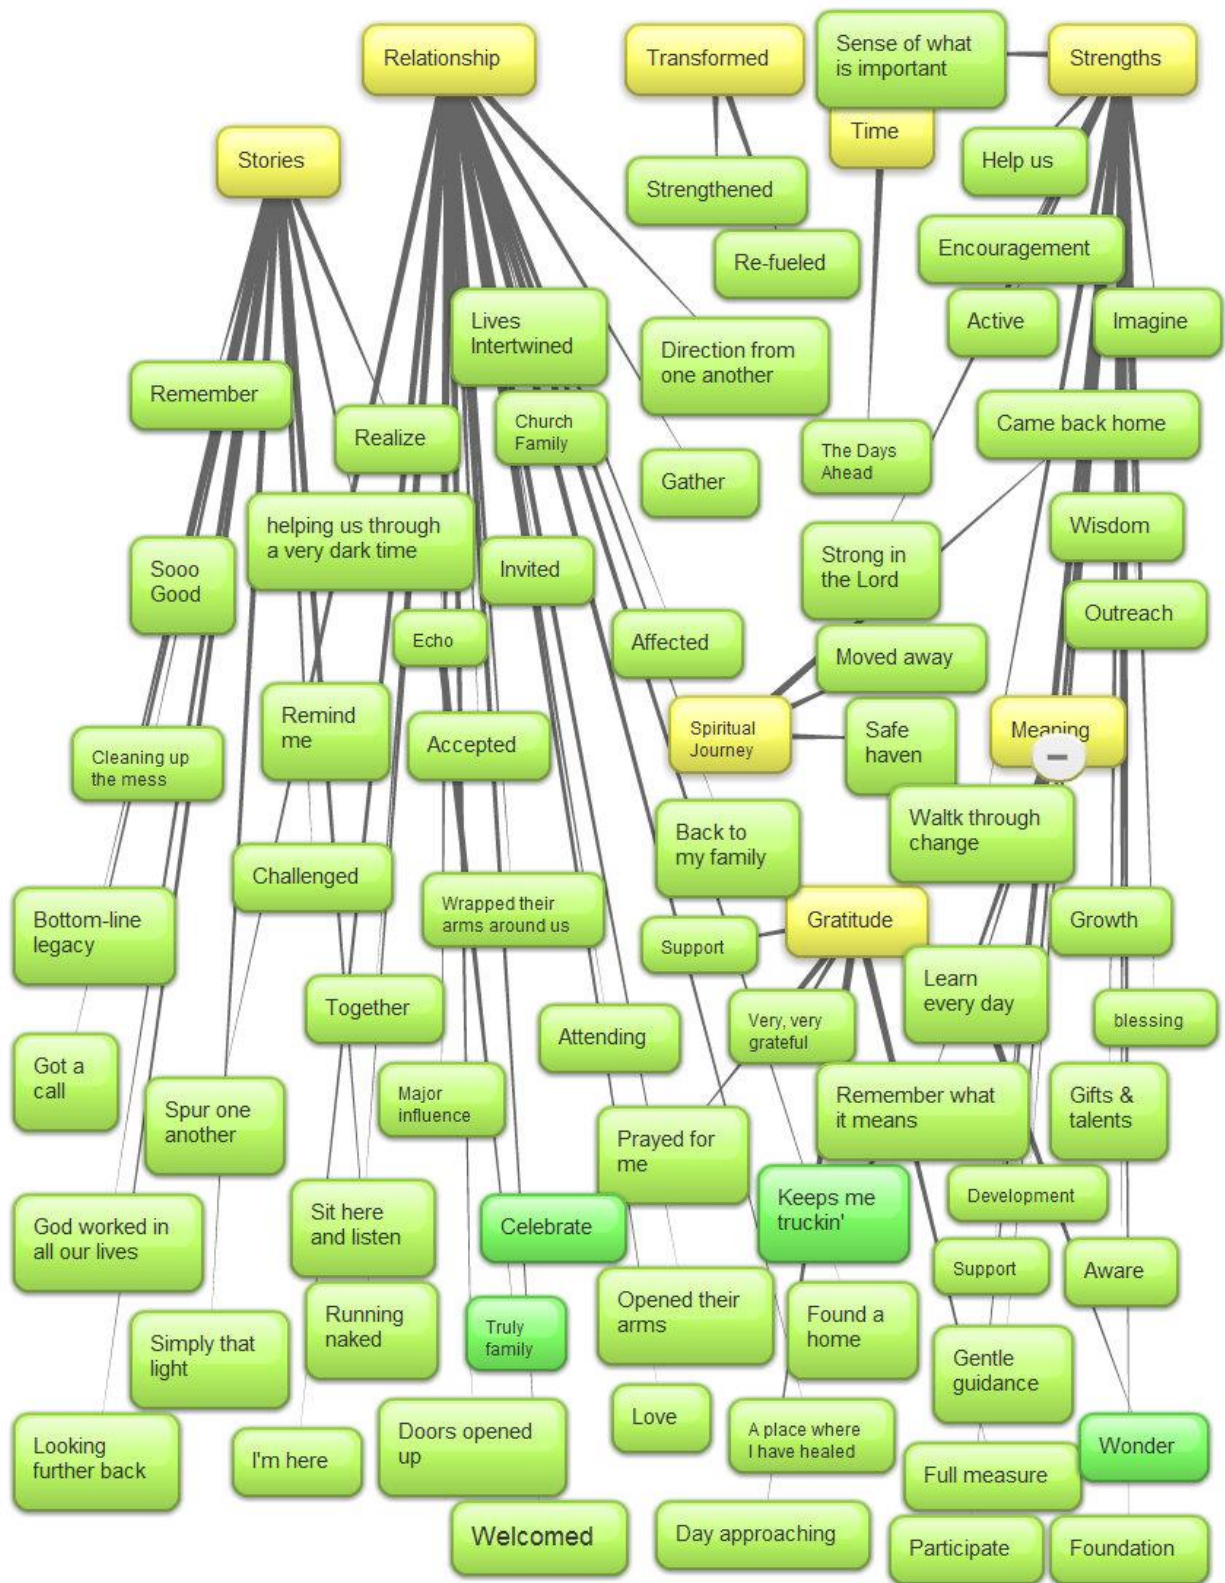 Relationship
Transformed
Sense of what
is important
Strengths
Time
Stories
Help us
Strengthened
Encouragement
Re-fueled
Lives
Intertwined
Active
Imagine
Direction from
one another
Remember
Realize
Church
Family
Came back home
The Days
Ahead
Gather
helping us through
a very dark time
Wisdom
Sooo
Good
Invited
Strong in
the Lord
Outreach
Echo
Affected
Moved away
Remind
me
Accepted
Spiritual
Journey
Safe
haven
Meaning
Cleaning up
the mess
Back to
my family
Waltk through
change
Challenged
Bottom-line
legacy
Wrapped their
arms around us
Support
Gratitude
Growth
Learn
every day
Together
Attending
Very, very
grateful
blessing
Got a
call
Spur one
another
Major
influence
Prayed for
me
Remember what
it means
Gifts &
talents
God worked in
all our lives
Sit here
and listen
Celebrate
Keeps me
truckin'
Development
Support
Aware
Simply that
light
Running
naked
Truly
family
Opened their
arms
Found a
home
Gentle
guidance
Looking
further back
I'm here
Doors opened
up
Love
A place where
I have healed
Wonder
Full measure
Welcomed
Day approaching
Participate
Foundation